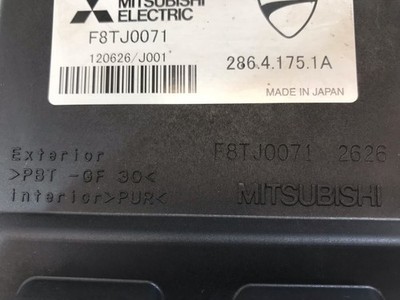 MITSUBISHI
ELECTRIC
F8TJ0071
120626/J001
286.4.175.1A
MADE IN JAPAN
Exterior
>PBT -GF 30<
Interior>PUR<
F8TJ0071 2626
MITSUBISHI